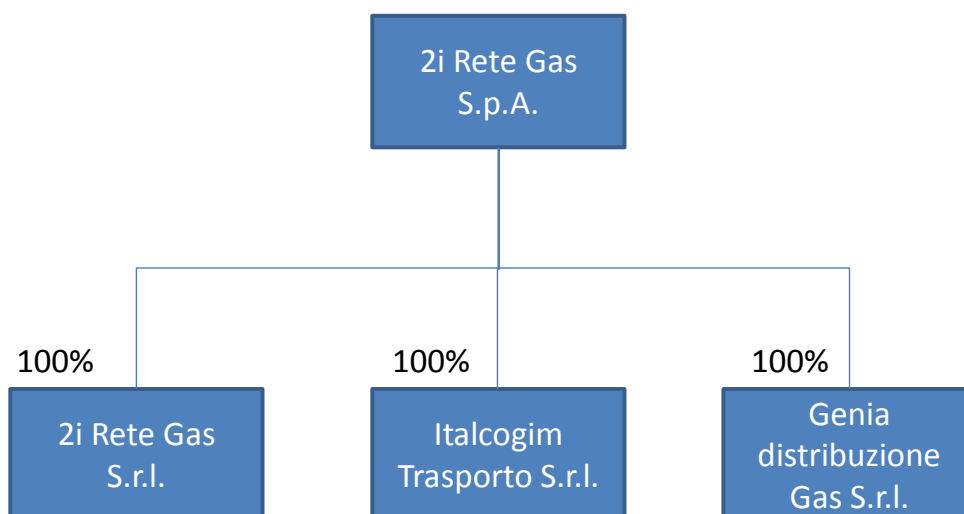 2i Rete Gas
S.p.A.
100%
100%
100%
2i Rete Gas
S.r.l.
Italcogim
Trasporto S.r.l.
Genia
distribuzione
Gas S.r.l.